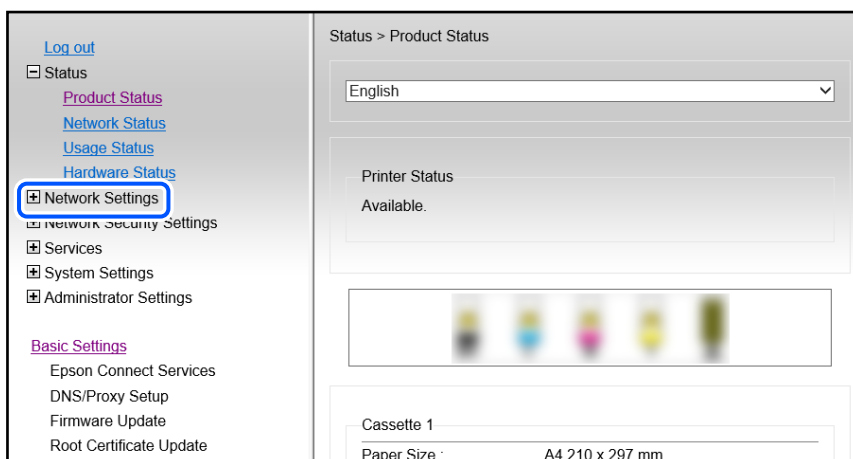 Log out
Status
Product Status
Network Status
Usage Status
Hardware Status
Network Settings
Network Security Settings
Services
System Settings
Administrator Settings
Basic Settings
Epson Connect Services
DNS/Proxy Setup
Firmware Update
Root Certificate Update
Status > Product Status
English
Printer Status
Available.
Cassette 1
Paper Size : A4 210 x 297 mm